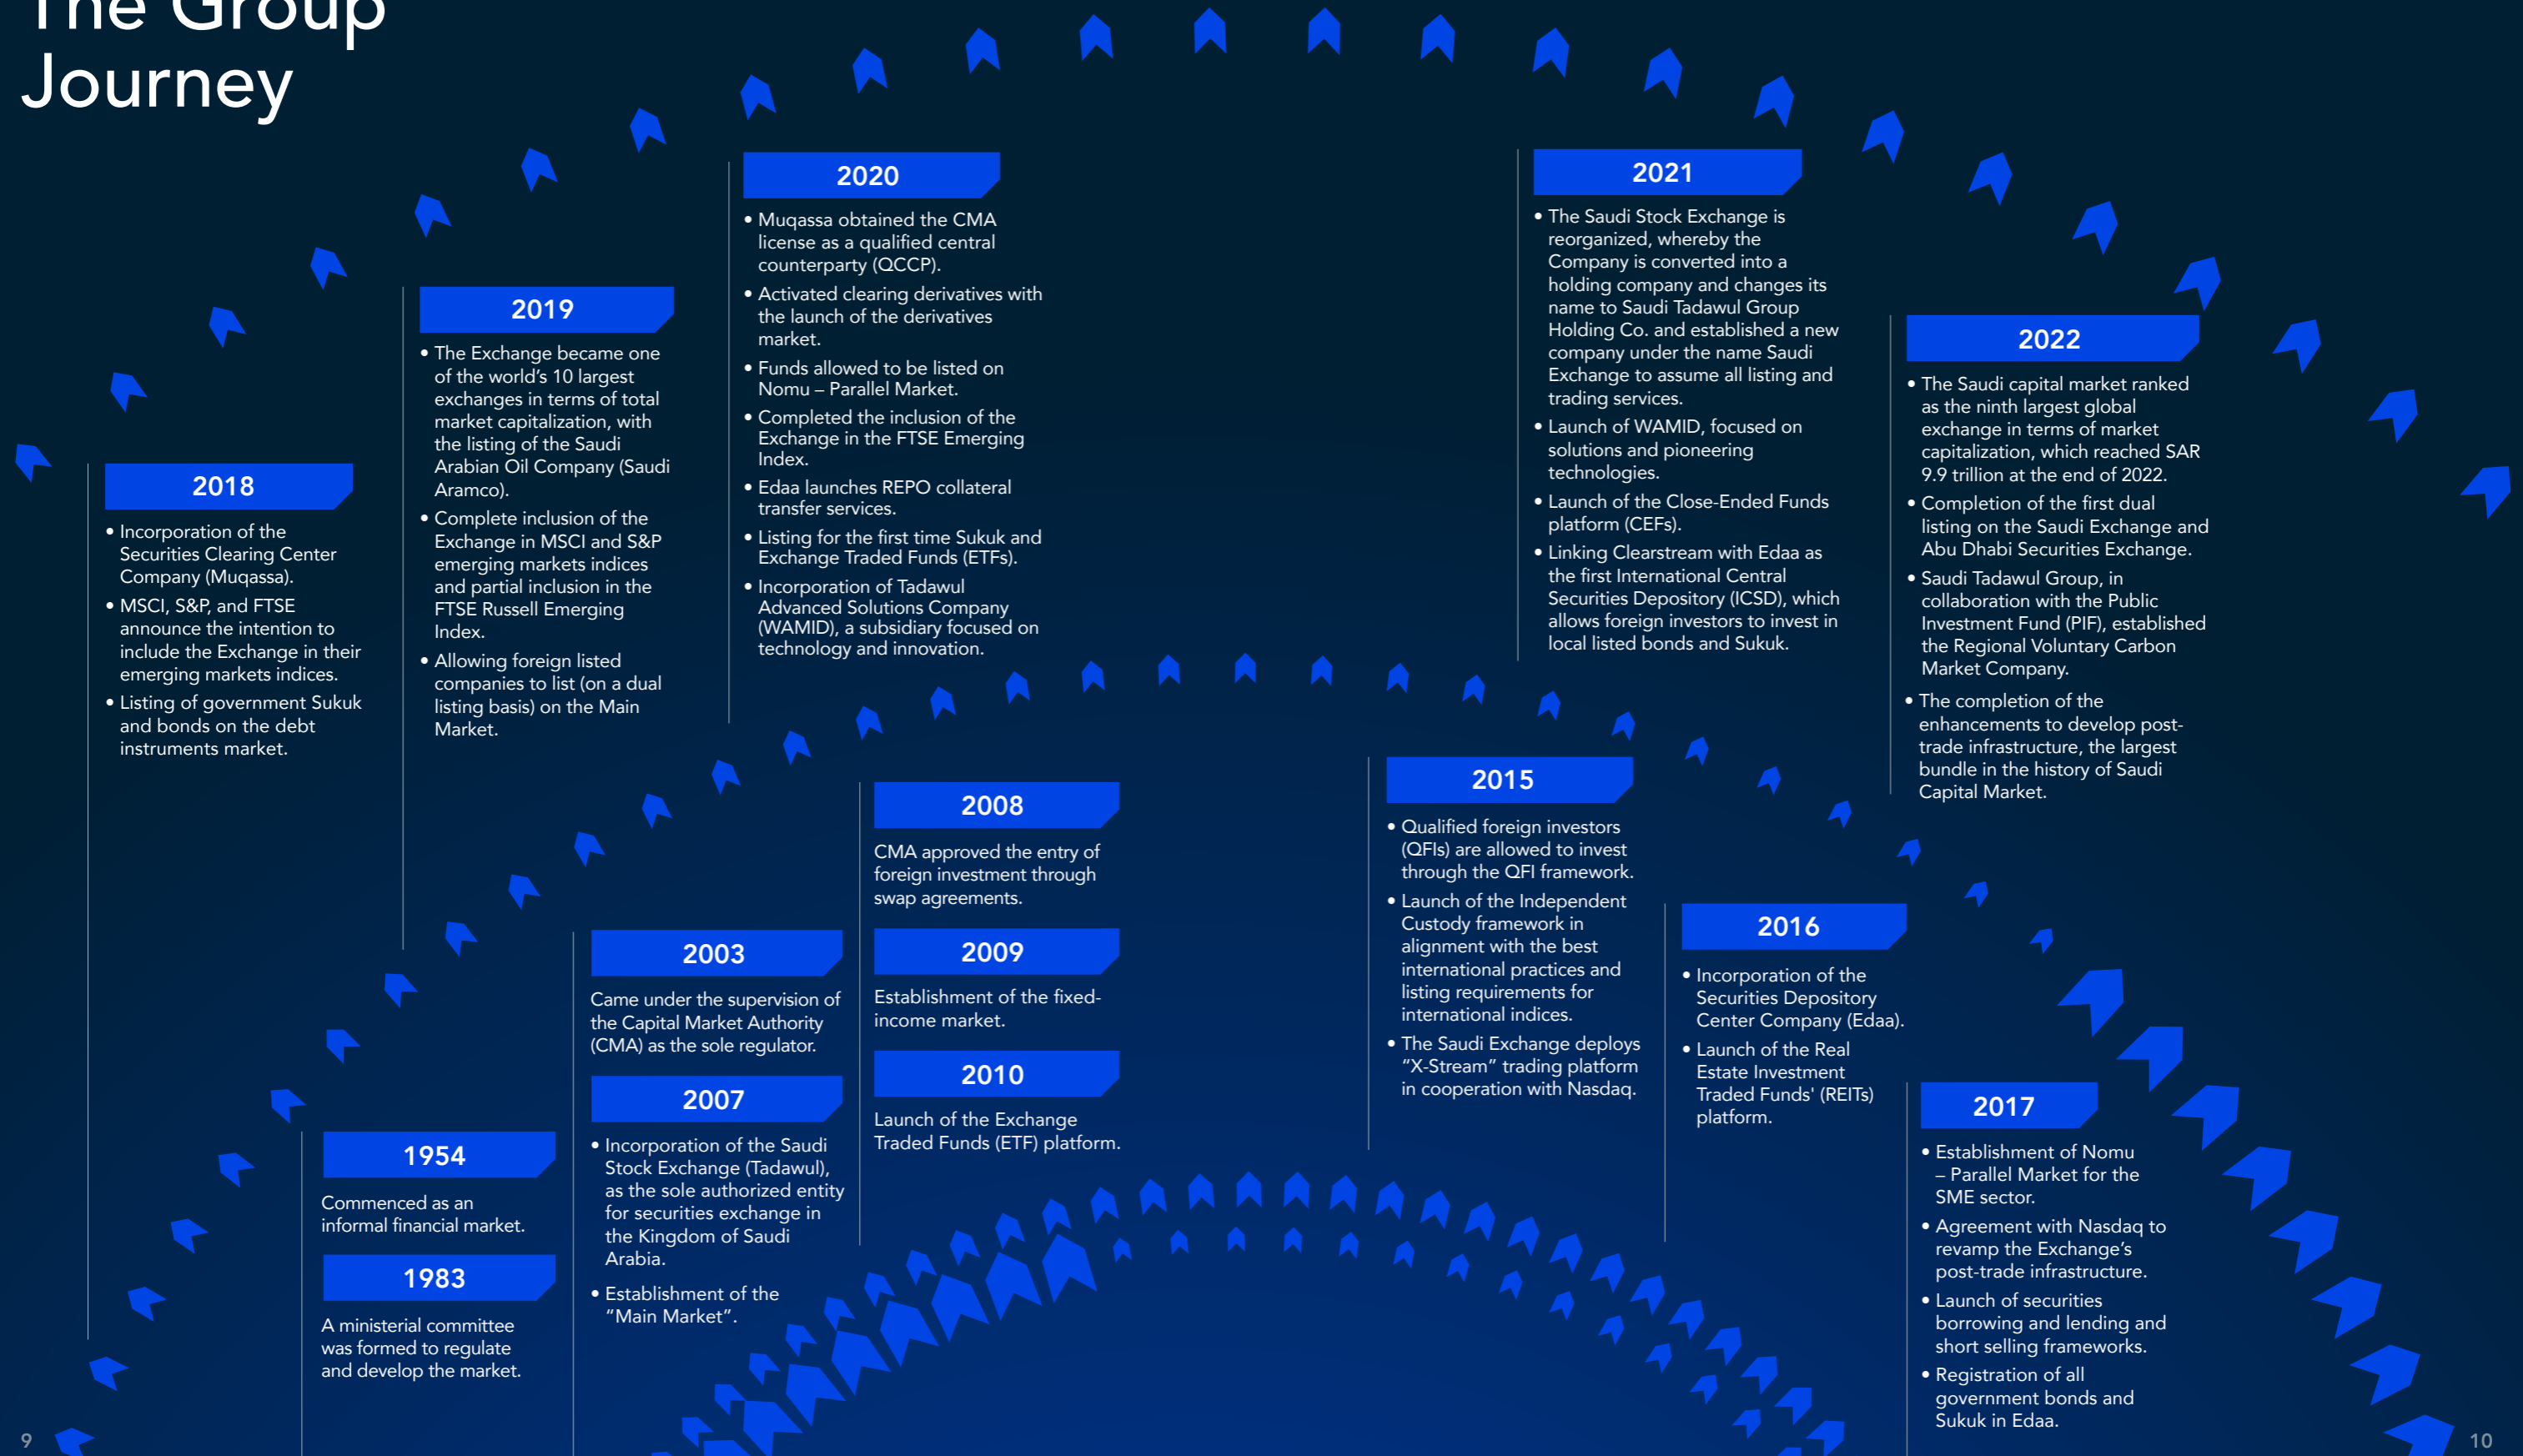 The Group
Journey
2018
• Incorporation of the
Securities Clearing Center
Company (Muqassa).
• MSCI, S&P, and FTSE
announce the intention to
include the Exchange in their
emerging markets indices.
• Listing of government Sukuk
and bonds on the debt
instruments market.
2019
• The Exchange became one
of the world’s 10 largest
exchanges in terms of total
market capitalization, with
the listing of the Saudi
Arabian Oil Company (Saudi
Aramco).
• Complete inclusion of the
Exchange in MSCI and S&P
emerging markets indices
and partial inclusion in the
FTSE Russell Emerging
Index.
• Allowing foreign listed
companies to list (on a dual
listing basis) on the Main
Market.
2020
• Muqassa obtained the CMA
license as a qualified central
counterparty (QCCP).
• Activated clearing derivatives with
the launch of the derivatives
market.
• Funds allowed to be listed on
Nomu – Parallel Market.
• Completed the inclusion of the
Exchange in the FTSE Emerging
Index.
• Edaa launches REPO collateral
transfer services.
• Listing for the first time Sukuk and
Exchange Traded Funds (ETFs).
• Incorporation of Tadawul
Advanced Solutions Company
(WAMID), a subsidiary focused on
technology and innovation.
2021
• The Saudi Stock Exchange is
reorganized, whereby the
Company is converted into a
holding company and changes its
name to Saudi Tadawul Group
Holding Co. and established a new
company under the name Saudi
Exchange to assume all listing and
trading services.
• Launch of WAMID, focused on
solutions and pioneering
technologies.
• Launch of the Close-Ended Funds
platform (CEFs).
• Linking Clearstream with Edaa as
the first International Central
Securities Depository (ICSD), which
allows foreign investors to invest in
local listed bonds and Sukuk.
2022
• The Saudi capital market ranked
as the ninth largest global
exchange in terms of market
capitalization, which reached SAR
9.9 trillion at the end of 2022.
• Completion of the first dual
listing on the Saudi Exchange and
Abu Dhabi Securities Exchange.
• Saudi Tadawul Group, in
collaboration with the Public
Investment Fund (PIF), established
the Regional Voluntary Carbon
Market Company.
• The completion of the
enhancements to develop post-
trade infrastructure, the largest
bundle in the history of Saudi
Capital Market.
1954
Commenced as an
informal financial market.
1983
A ministerial committee
was formed to regulate
and develop the market.
2003
Came under the supervision of
the Capital Market Authority
(CMA) as the sole regulator.
2007
• Incorporation of the Saudi
Stock Exchange (Tadawul),
as the sole authorized entity
for securities exchange in
the Kingdom of Saudi
Arabia.
• Establishment of the
“Main Market”.
2008
CMA approved the entry of
foreign investment through
swap agreements.
2009
Establishment of the fixed-
income market.
2010
Launch of the Exchange
Traded Funds (ETF) platform.
2015
• Qualified foreign investors
(QFIs) are allowed to invest
through the QFI framework.
• Launch of the Independent
Custody framework in
alignment with the best
international practices and
listing requirements for
international indices.
• The Saudi Exchange deploys
“X-Stream” trading platform
in cooperation with Nasdaq.
2016
• Incorporation of the
Securities Depository
Center Company (Edaa).
• Launch of the Real
Estate Investment
Traded Funds' (REITs)
platform.
2017
• Establishment of Nomu
– Parallel Market for the
SME sector.
• Agreement with Nasdaq to
revamp the Exchange’s
post-trade infrastructure.
• Launch of securities
borrowing and lending and
short selling frameworks.
• Registration of all
government bonds and
Sukuk in Edaa.
9
10